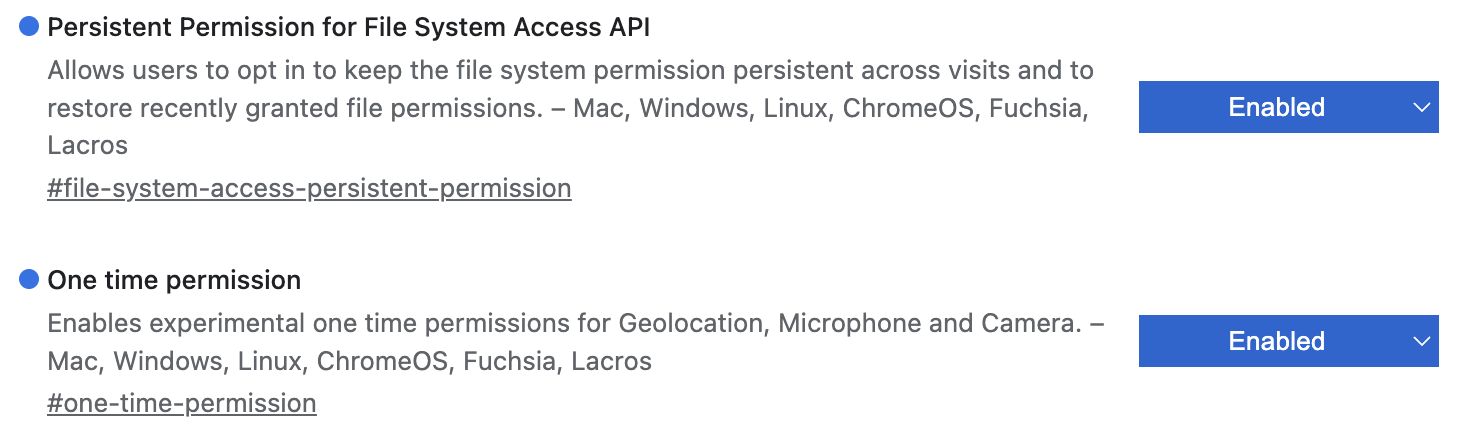 Persistent Permission for File System Access API
Allows users to opt in to keep the file system permission persistent across visits and to
restore recently granted file permissions. – Mac, Windows, Linux, ChromeOS, Fuchsia,
Lacros
Enabled
#file-system-access-persistent-permission
One time permission
Enables experimental one time permissions for Geolocation, Microphone and Camera. –
Mac, Windows, Linux, ChromeOS, Fuchsia, Lacros
Enabled
#one-time-permission